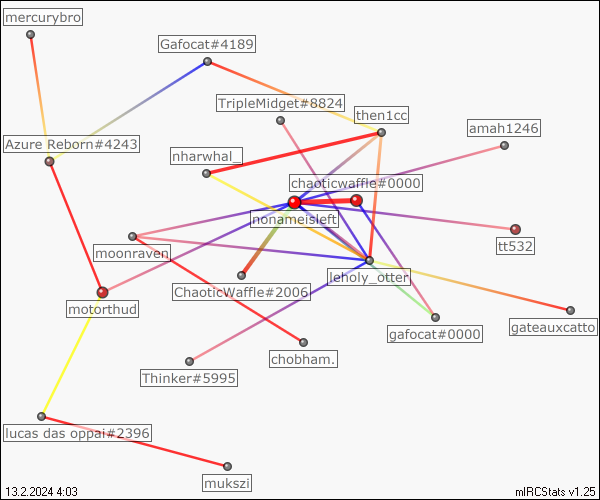 mercurybro
Gafocat#4189
TripleMidget#8824
then1cc
amah1246
Azure Reborn#4243
nharwhal_
chaoticwaffle#0000
nonameisleft
moonraven
tt532
leholy_otter
ChaoticWaffle#2006
motorthud
gafocat#0000
gateauxcatto
chobham.
Thinker#5995
lucas das oppai#2396
mukszi
13.2.2024 4:03
mIRCStats v1.25